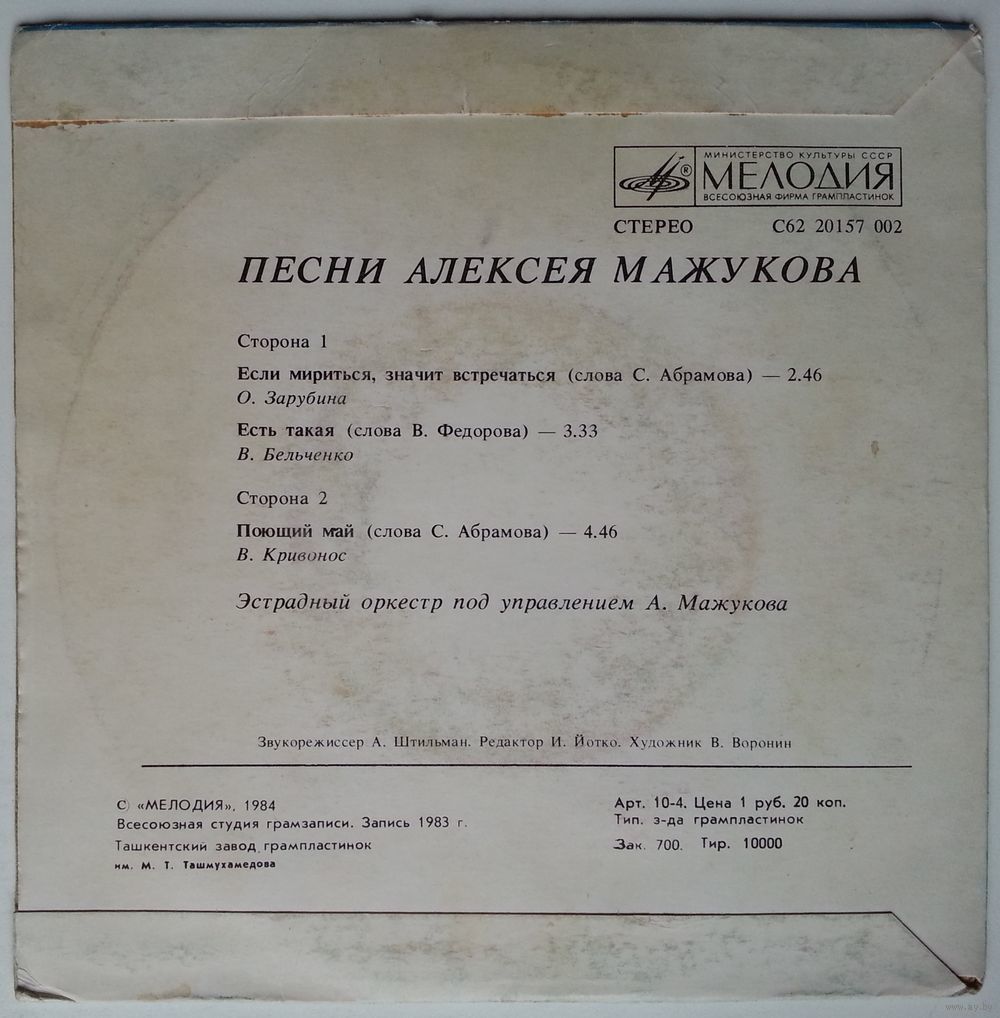 МИНИСТЕРСТВО КУЛЬТУРЫ СССР
МЕЛОДИЯ
ВСЕСОЮЗНАЯ ФИРМА ГРАМПЛАСТИНОК
СТЕРЕО С62 20157 002
ПЕСНИ АЛЕКСЕЯ МАЖУКОВА
Сторона 1
Если мириться, значит встречаться (слова С. Абрамова) — 2.46
О. Зарубина
Есть такая (слова В. Федорова) — 3.33
В. Бельченко
Сторона 2
Поющий май (слова С. Абрамова) — 4.46
В. Кривонос
Эстрадный оркестр под управлением А. Мажукова
Звукорежиссер А. Штильман. Редактор И. Йотко. Художник В. Воронин
С) «МЕЛОДИЯ», 1984
Всесоюзная студия грамзаписи. Запись 1983 г.
Ташкентский завод грампластинок
им. М. Т. Ташмухамедова
Арт. 10-4. Цена 1 руб. 20 коп.
Тип. з-да грампластинок
Зак. 700. Тир. 10000
www.ay.by